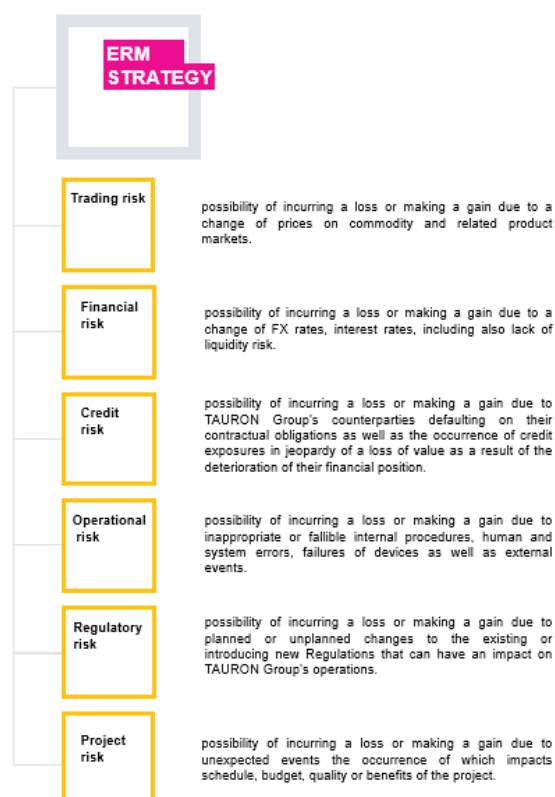 ERM
STRATEGY
Trading risk
possibility of incurring a loss or making a gain due to a
change of prices on commodity and related product
markets.
Financial
risk
possibility of incurring a loss or making a gain due to a
change of FX rates, interest rates, including also lack of
liquidity risk.
Credit
risk
possibility of incurring a loss or making a gain due to
TAURON Group's counterparties defaulting on their
contractual obligations as well as the occurrence of credit
exposures in jeopardy of a loss of value as a result of the
deterioration of their financial position.
Operational
risk
possibility of incurring a loss or making a gain due to
inappropriate or fallible internal procedures, human and
system errors, failures of devices as well as external
events.
Regulatory
risk
possibility of incurring a loss or making a gain due to
planned or unplanned changes to the existing or
introducing new Regulations that can have an impact on
TAURON Group's operations.
Project
risk
possibility of incurring a loss or making a gain due to
unexpected events the occurrence of which impacts
schedule, budget, quality or benefits of the project.